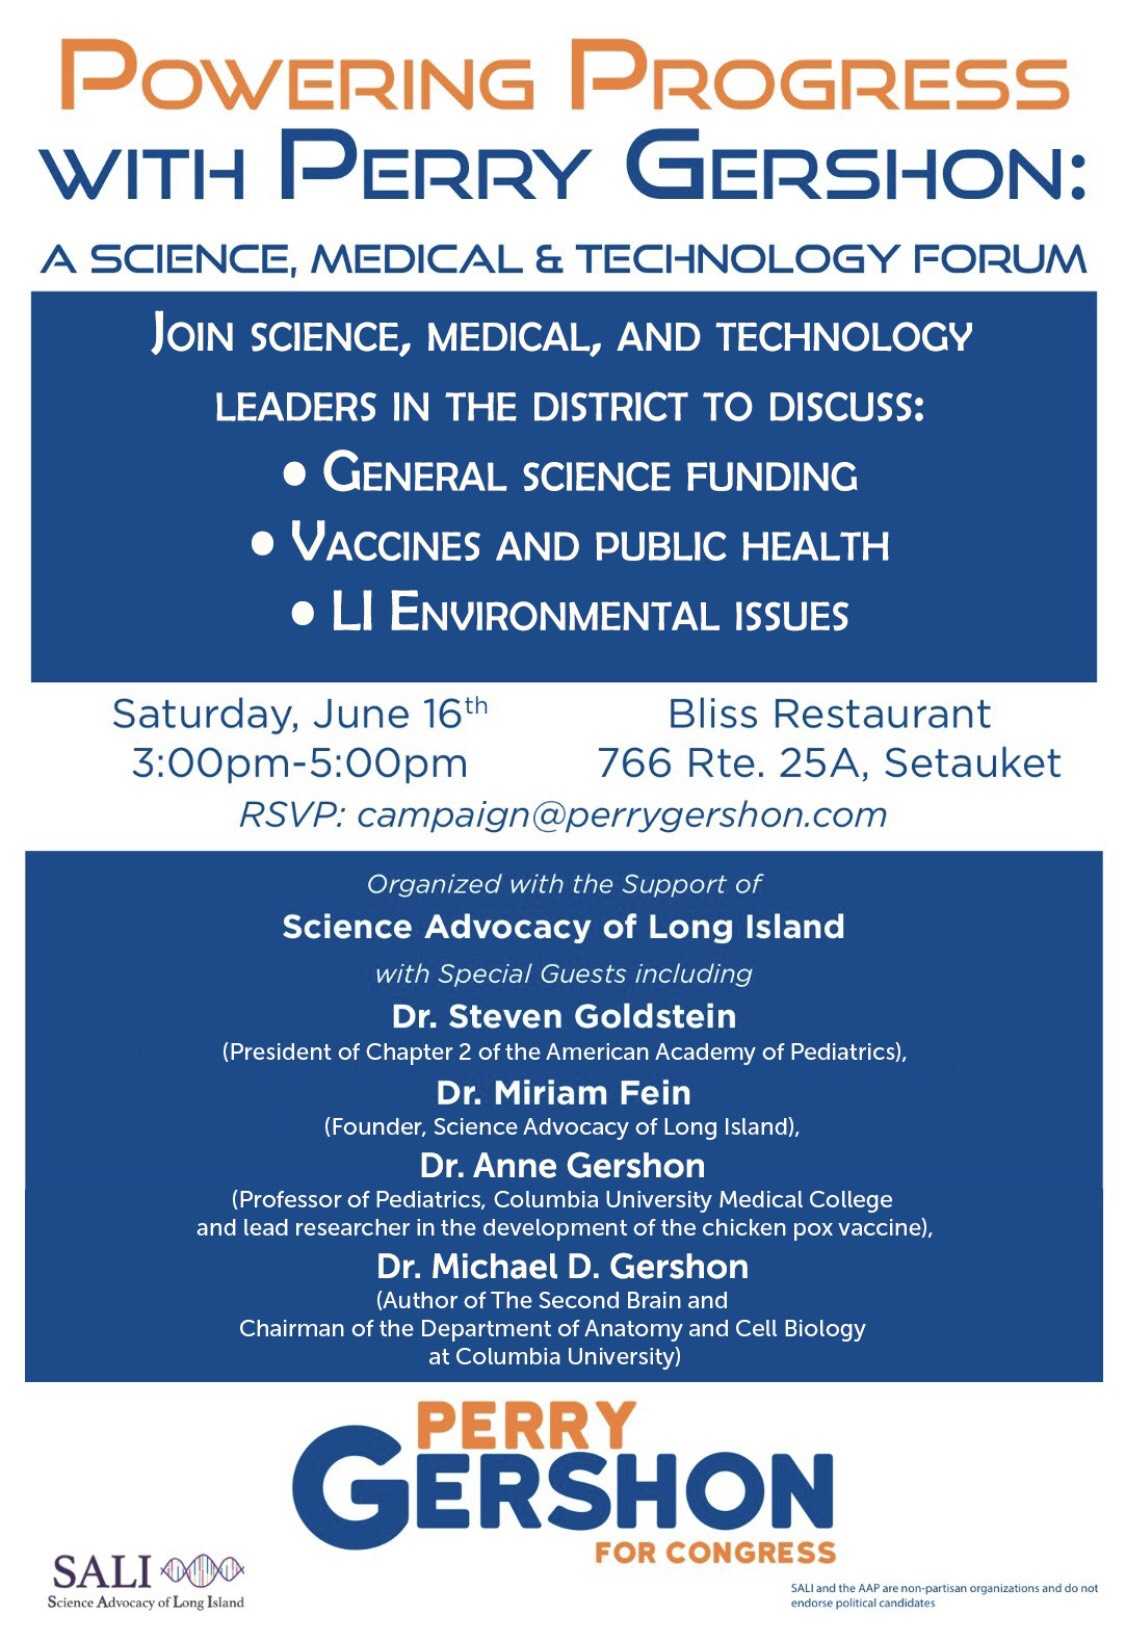 Powering Progress
with Perry Gershon:
A Science, Medical & Technology Forum
Join science, medical, and technology
leaders in the district to discuss:
• General science funding
• Vaccines and public health
• LI Environmental issues
Saturday, June 16th
3:00pm-5:00pm
Bliss Restaurant
766 Rte. 25A, Setauket
RSVP: campaign@perrygershon.com
Organized with the Support of
Science Advocacy of Long Island
with Special Guests including
Dr. Steven Goldstein
(President of Chapter 2 of the American Academy of Pediatrics),
Dr. Miriam Fein
(Founder, Science Advocacy of Long Island),
Dr. Anne Gershon
(Professor of Pediatrics, Columbia University Medical College
and lead researcher in the development of the chicken pox vaccine),
Dr. Michael D. Gershon
(Author of The Second Brain and
Chairman of the Department of Anatomy and Cell Biology
at Columbia University)
PERRY
GERSHON
FOR CONGRESS
SALI
Science Advocacy of Long Island
SALI and the AAP are non-partisan organizations and do not
endorse political candidates